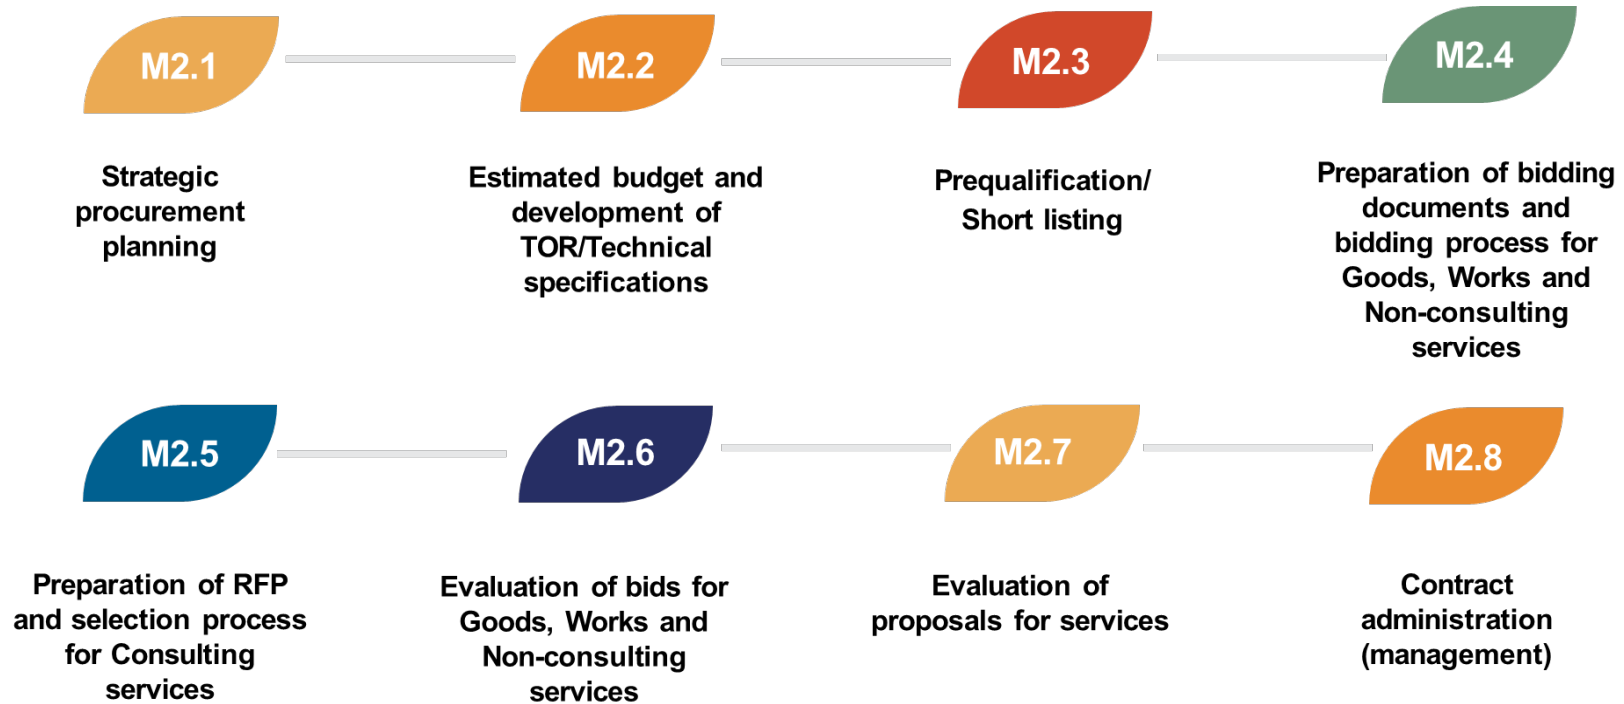 M2.1
Strategic
procurement
planning
M2.2
Estimated budget and
development of
TOR/Technical
specifications
M2.3
Prequalification/
Short listing
M2.4
Preparation of bidding
documents and
bidding process for
Goods, Works and
Non-consulting
services
M2.5
Preparation of RFP
and selection process
for Consulting
services
M2.6
Evaluation of bids for
Goods, Works and
Non-consulting
services
M2.7
Evaluation of
proposals for services
M2.8
Contract
administration
(management)